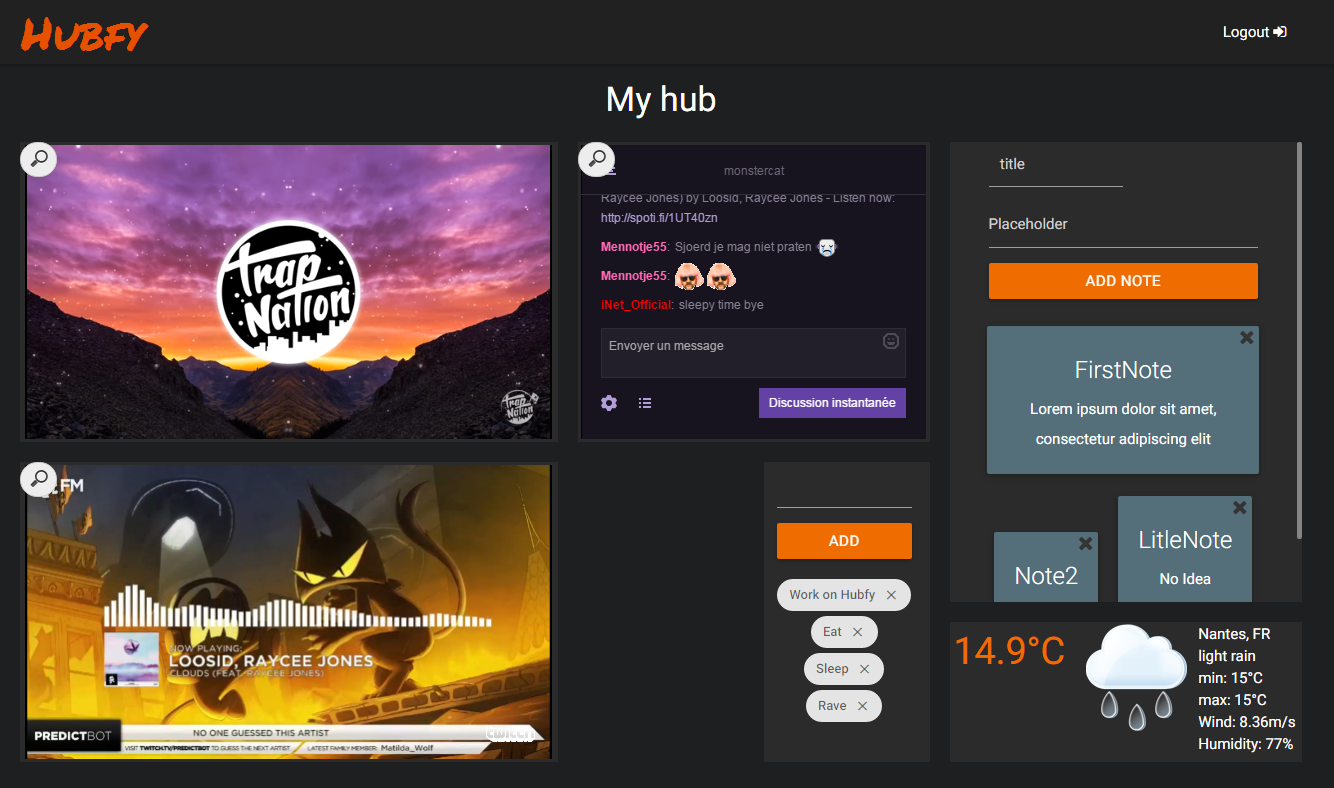 HUBFY
Logout
My hub
Trap
Nation
Trap
Nation
monstercat
Raycee Jones) by Loosid, Raycee Jones - Listen now:
http://spoti.fi/1UT40zn
Mennotje55: Sjoerd je mag niet praten
Mennotje55:
iNet_Official: sleepy time bye
Envoyer un message
Discussion instantanée
title
Placeholder
ADD NOTE
FirstNote
Lorem ipsum dolor sit amet,
consectetur adipiscing elit
Note2
LitleNote
No Idea
FM
NOW PLAYING:
LOOSID, RAYCEE JONES
CLOUDS (FEAT. RAYCEE JONES)
PREDICTBOT
NO ONE GUESSED THIS ARTIST
VISIT TWITCH.TV/PREDICTBOT TO GUESS THE NEXT ARTIST
LATEST FAMILY MEMBER: Matilda_Wolf
twitch
ADD
Work on Hubfy
Eat
Sleep
Rave
14.9°C
Nantes, FR
light rain
min: 15°C
max: 15°C
Wind: 8.36m/s
Humidity: 77%